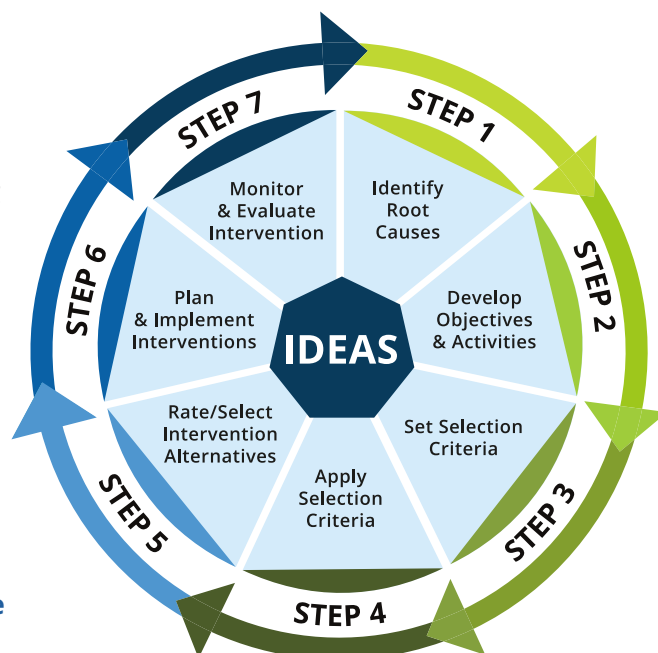 STEP 1
Identify
Root
Causes
STEP 2
Develop
Objectives
& Activities
STEP 3
Set Selection
Criteria
STEP 4
Apply
Selection
Criteria
STEP 5
Rate/Select
Intervention
Alternatives
STEP 6
Plan
& Implement
Interventions
STEP 7
Monitor
& Evaluate
Intervention
IDEAS
e